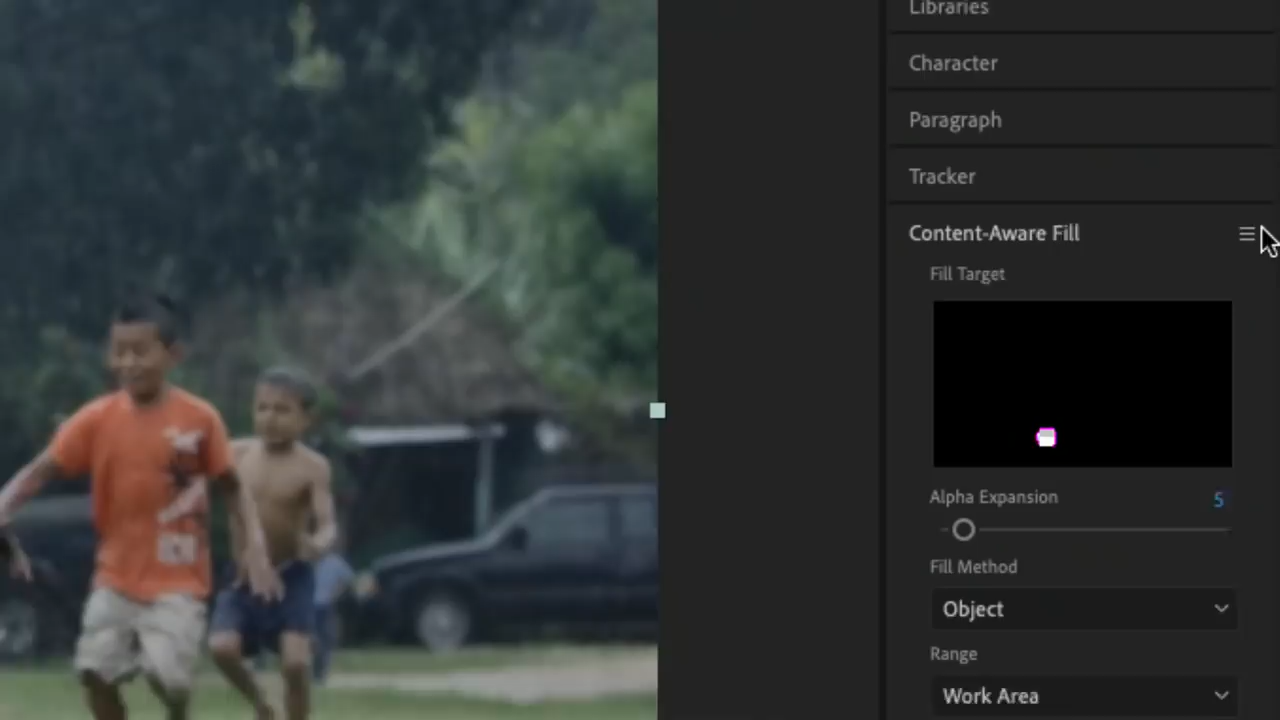 Libraries
Character
Paragraph
Tracker
Content-Aware Fill
Fill Target
Alpha Expansion 5
Fill Method
Object
Range
Work Area